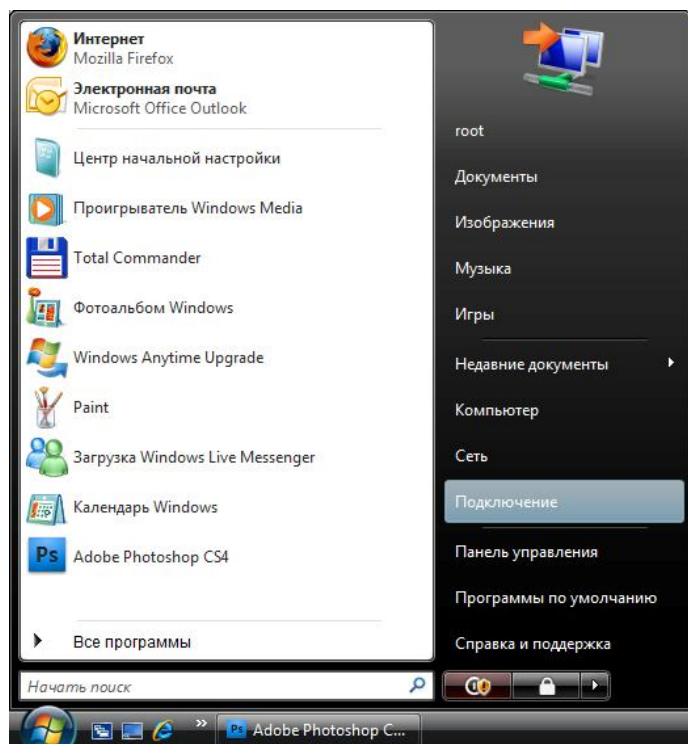 Интернет
Mozilla Firefox
Электронная почта
Microsoft Office Outlook
Центр начальной настройки
Проигрыватель Windows Media
Total Commander
Фотоальбом Windows
Windows Anytime Upgrade
Paint
Загрузка Windows Live Messenger
Календарь Windows
Ps
Adobe Photoshop CS4
Все программы
Начать поиск
root
Документы
Изображения
Музыка
Игры
Недавние документы
Компьютер
Сеть
Подключение
Панель управления
Программы по умолчанию
Справка и поддержка
» Ps Adobe Photoshop C...